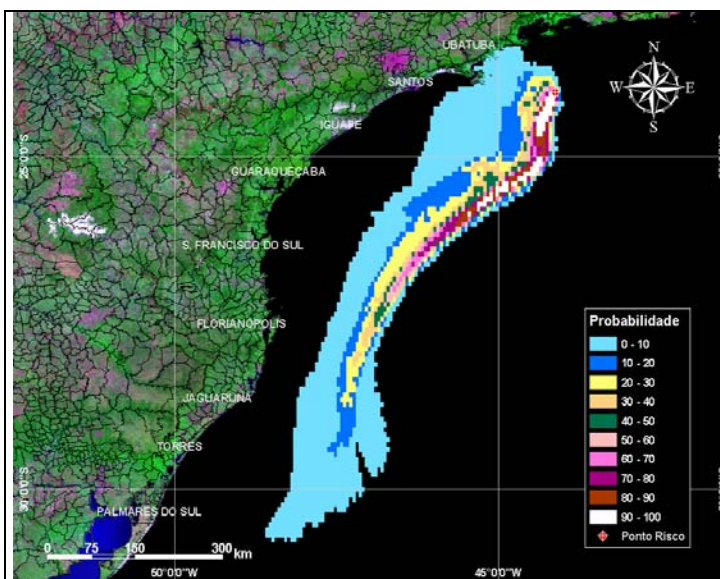 UBATUBA
N
W
E
S
SANTOS
IGUAPE
25°0'0"S
GUARAQUEÇABA
S. FRANCISCO DO SUL
FLORIANÓPOLIS
JAGUARUNA
TORRES
30°0'0"S
PALMARES DO SUL
0 75 150 300
km
50°0'0"W
45°0'0"W
Probabilidade
0 - 10
10 - 20
20 - 30
30 - 40
40 - 50
50 - 60
60 - 70
70 - 80
80 - 90
90 - 100
Ponto Risco